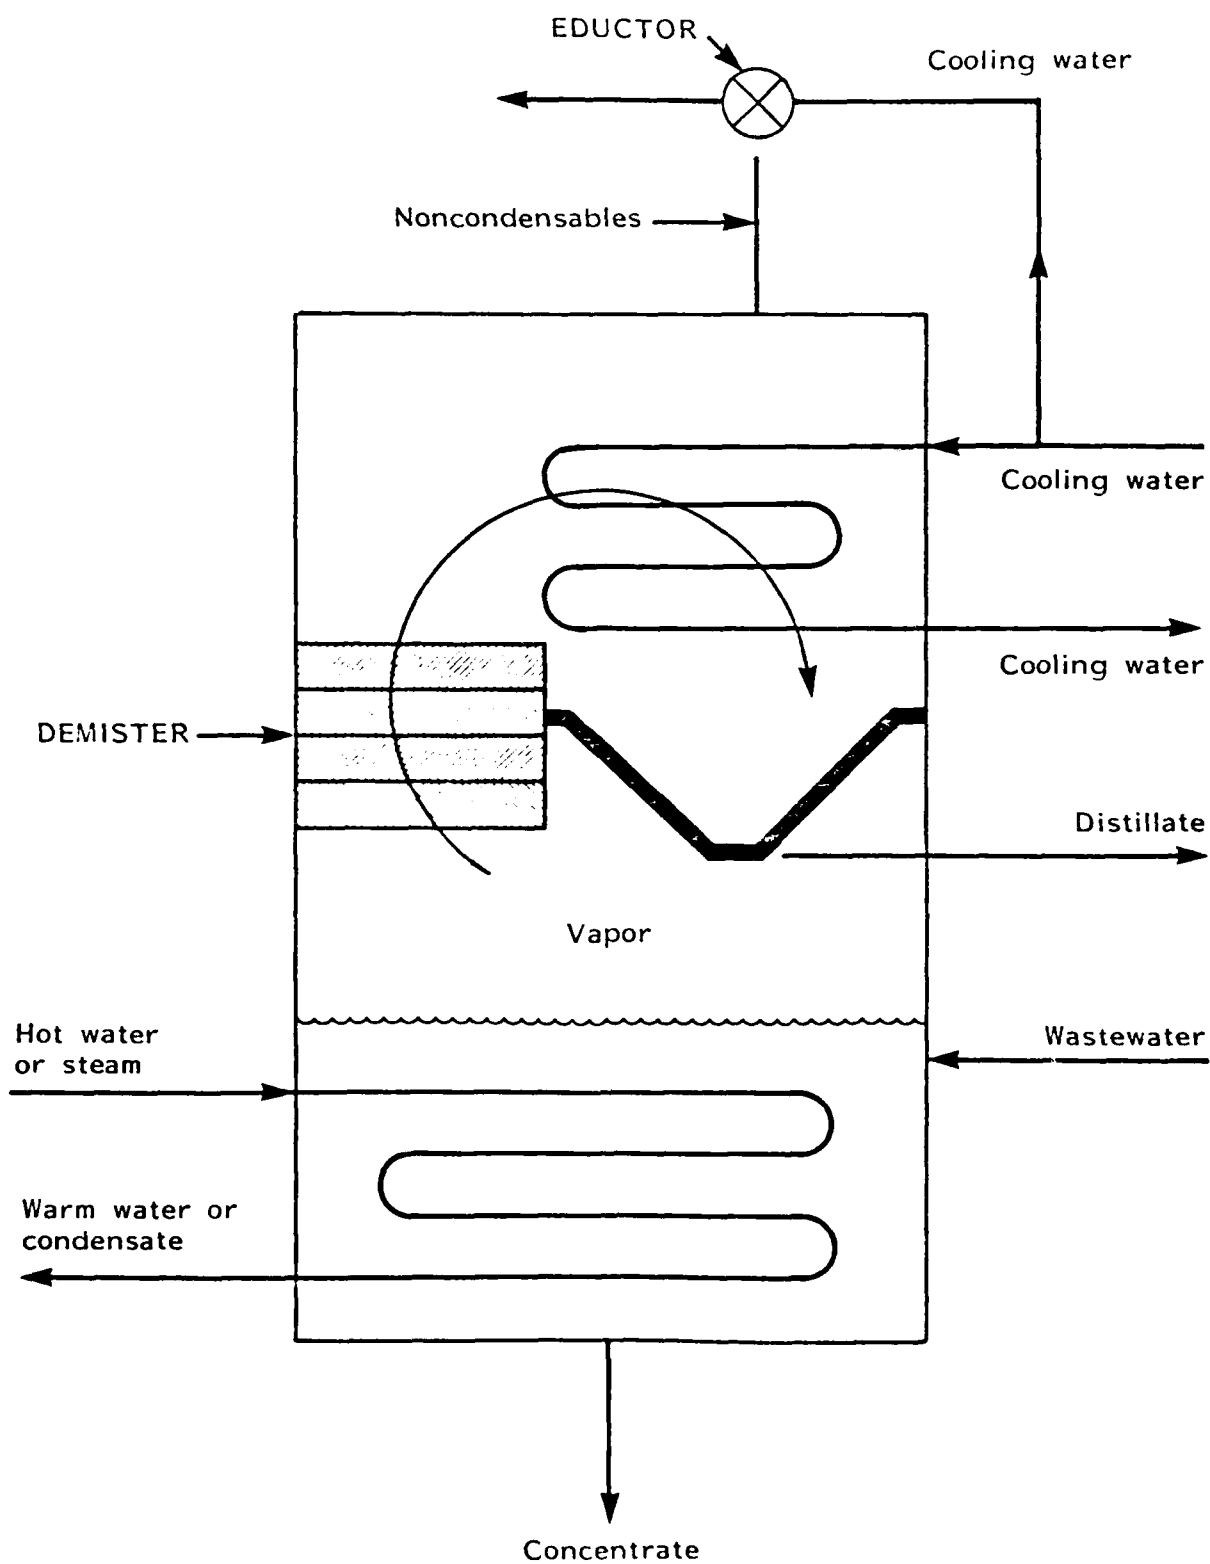 EDUCTOR
Cooling water
Noncondensables
Cooling water
Cooling water
DEMISTER
Distillate
Vapor
Hot water
or steam
Wastewater
Warm water or
condensate
Concentrate